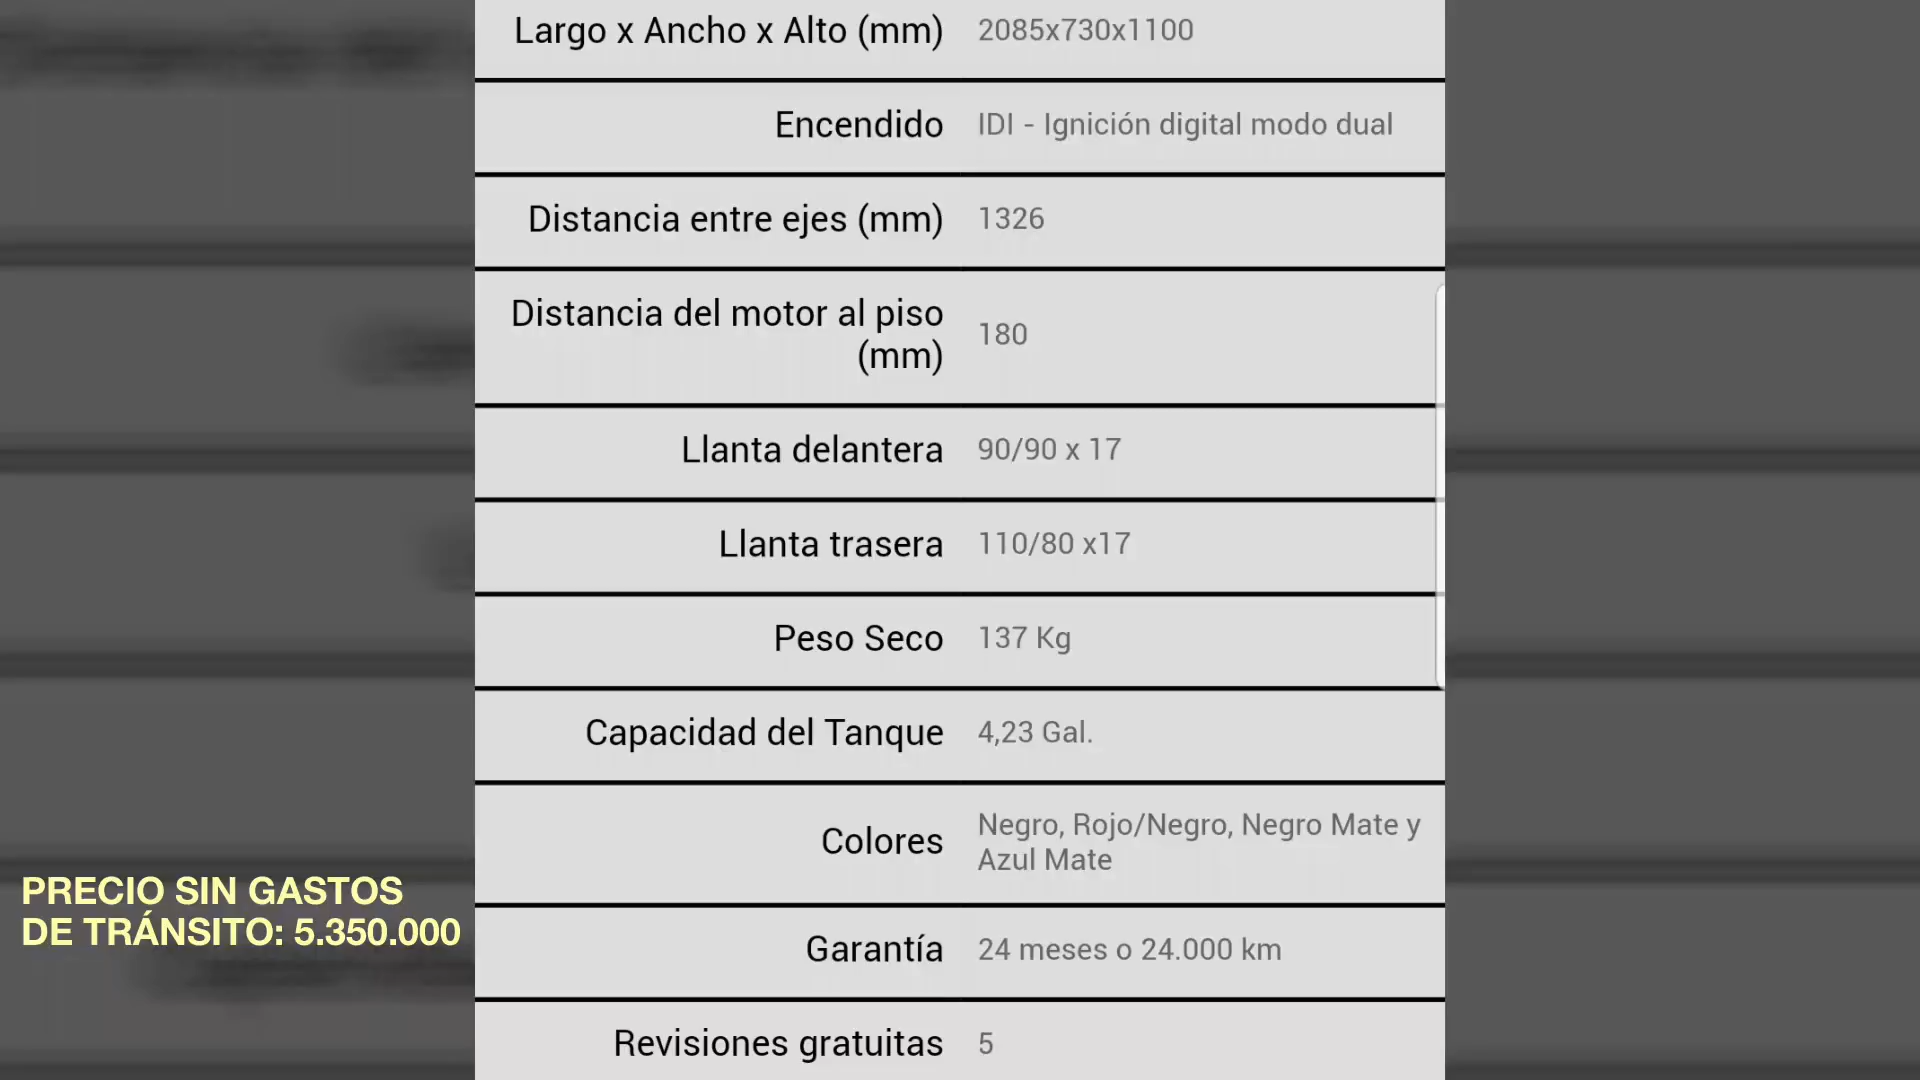 Largo x Ancho x Alto (mm) 2085x730x1100
Encendido IDI - Ignición digital modo dual
Distancia entre ejes (mm) 1326
Distancia del motor al piso
(mm) 180
Llanta delantera 90/90 x 17
Llanta trasera 110/80 x17
Peso Seco 137 Kg
Capacidad del Tanque 4,23 Gal.
Colores Negro, Rojo/Negro, Negro Mate y
Azul Mate
Garantía 24 meses o 24.000 km
Revisiones gratuitas 5
PRECIO SIN GASTOS
DE TRÁNSITO: 5.350.000